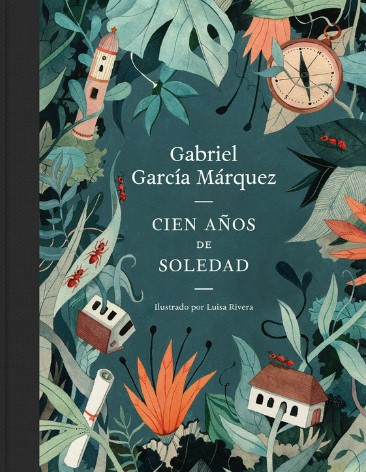 Gabriel
García Márquez
CIEN AÑOS
DE
SOLEDAD
Ilustrado por Luisa Rivera